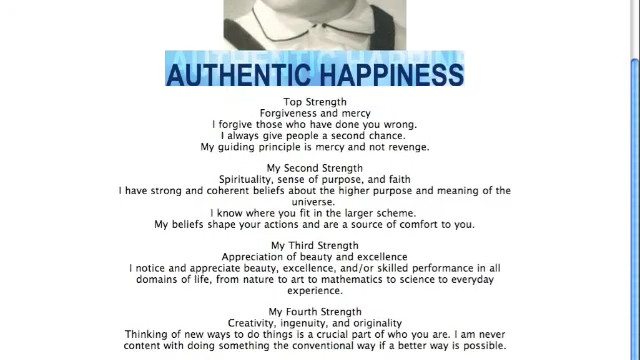 AUTHENTIC HAPPINESS
Top Strength
Forgiveness and mercy
I forgive those who have done you wrong.
I always give people a second chance.
My guiding principle is mercy and not revenge.
My Second Strength
Spirituality, sense of purpose, and faith
I have strong and coherent beliefs about the higher purpose and meaning of the
universe.
I know where you fit in the larger scheme.
My beliefs shape your actions and are a source of comfort to you.
My Third Strength
Appreciation of beauty and excellence
I notice and appreciate beauty, excellence, and/or skilled performance in all
domains of life, from nature to art to mathematics to science to everyday
experience.
My Fourth Strength
Creativity, ingenuity, and originality
Thinking of new ways to do things is a crucial part of who you are. I am never
content with doing something the conventional way if a better way is possible.